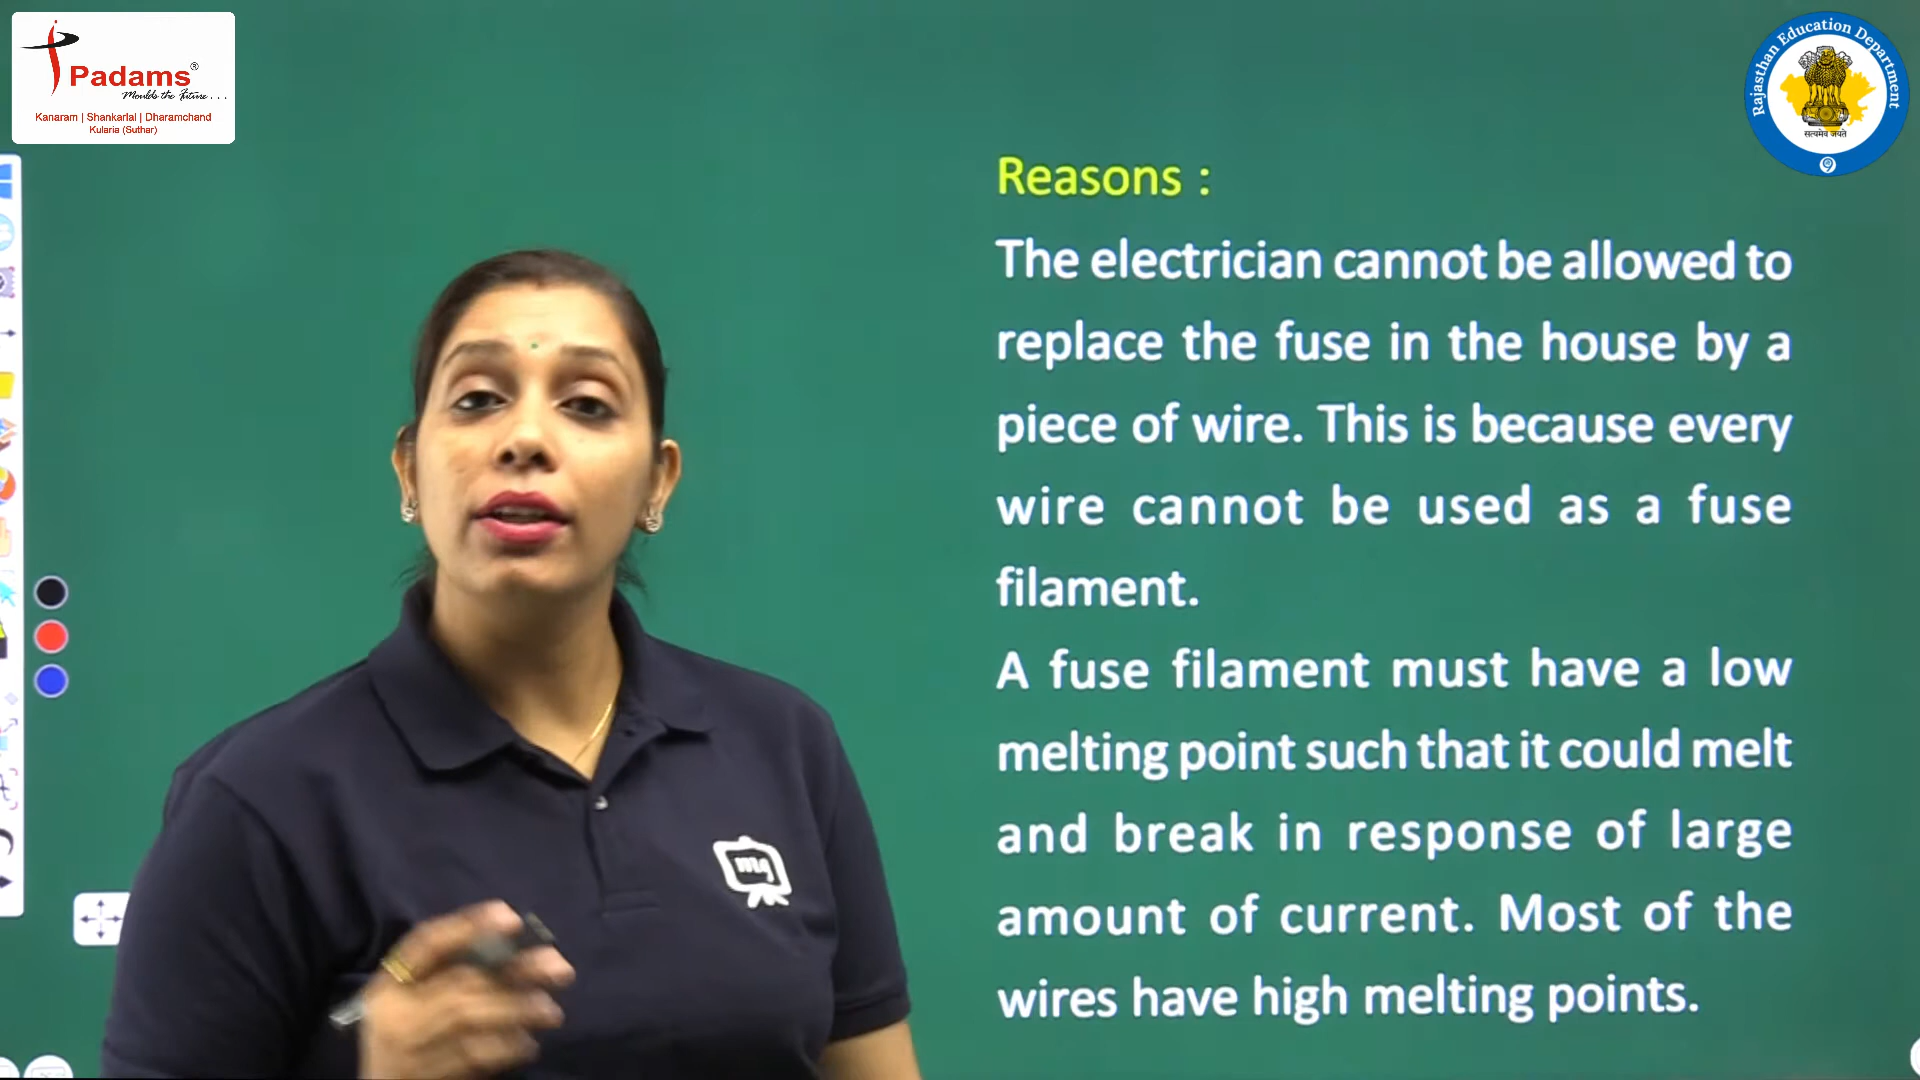 Padams®
Moulds the Future...
Kanaram | Shankarlal | Dharamchand
Kularia (Suthar)
Rajasthan Education Department
सत्यमेव जयते
Reasons :
The electrician cannot be allowed to
replace the fuse in the house by a
piece of wire. This is because every
wire cannot be used as a fuse
filament.
A fuse filament must have a low
melting point such that it could melt
and break in response of large
amount of current. Most of the
wires have high melting points.
mg